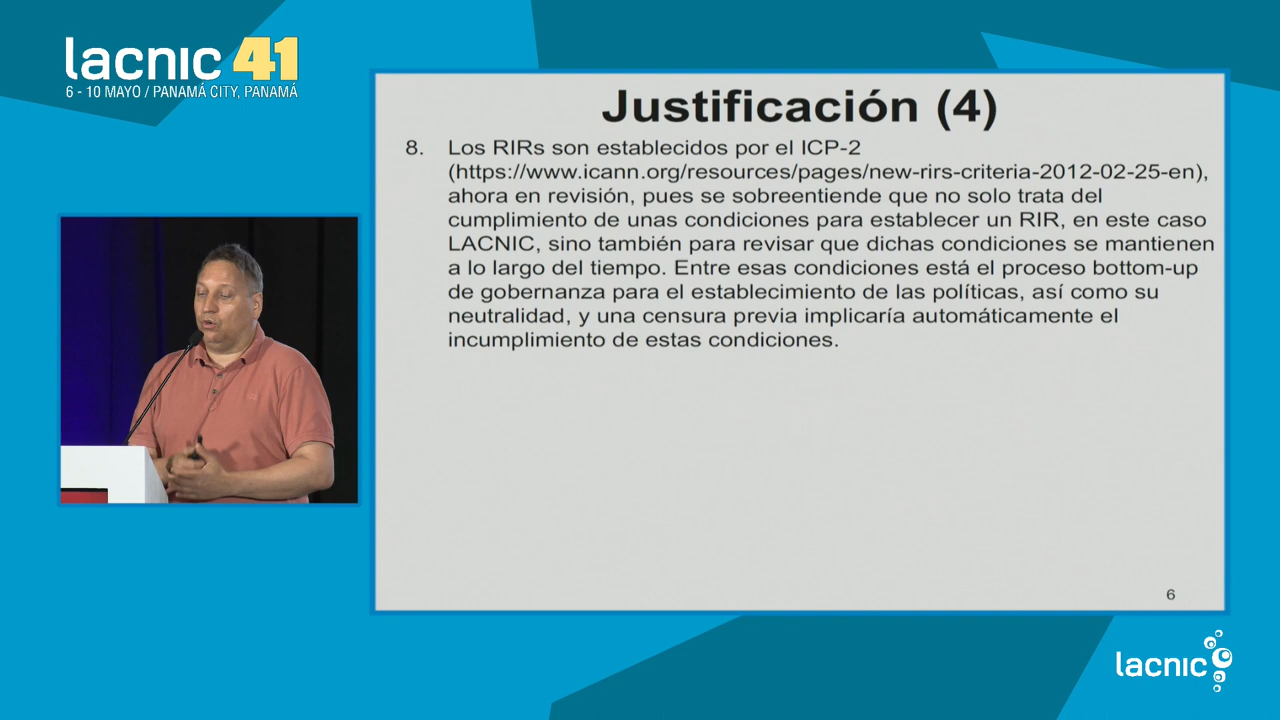 lacnic 41
6 - 10 MAYO / PANAMÁ CITY, PANAMÁ
Justificación (4)
8. Los RIRs son establecidos por el ICP-2
(https://www.icann.org/resources/pages/new-rirs-criteria-2012-02-25-en),
ahora en revisión, pues se sobreentiende que no solo trata del
cumplimiento de unas condiciones para establecer un RIR, en este caso
LACNIC, sino también para revisar que dichas condiciones se mantienen
a lo largo del tiempo. Entre esas condiciones está el proceso bottom-up
de gobernanza para el establecimiento de las políticas, así como su
neutralidad, y una censura previa implicaría automáticamente el
incumplimiento de estas condiciones.
6
lacnic